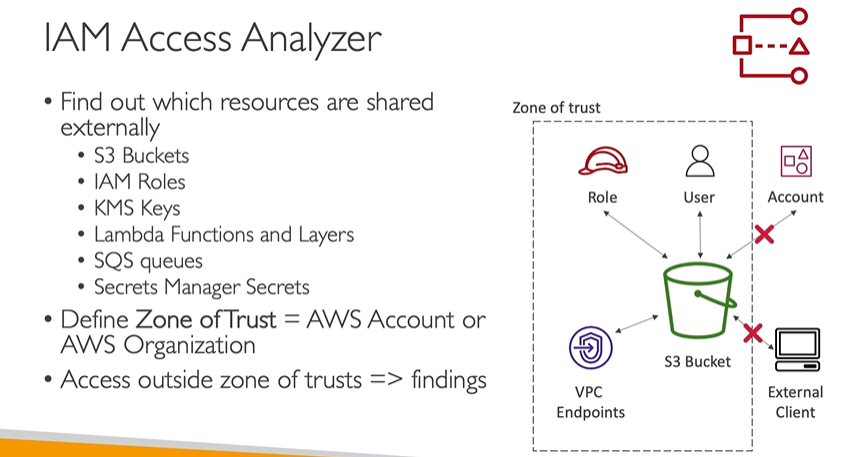 IAM Access Analyzer
• Find out which resources are shared
externally
• S3 Buckets
• IAM Roles
• KMS Keys
• Lambda Functions and Layers
• SQS queues
• Secrets Manager Secrets
• Define Zone of Trust = AWS Account or
AWS Organization
• Access outside zone of trusts => findings
Zone of trust
Role
User
Account
S3 Bucket
VPC
Endpoints
External
Client